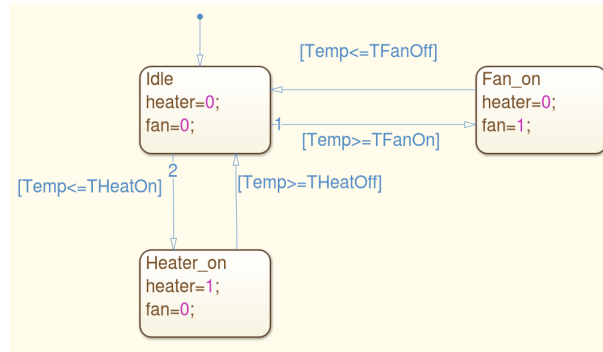 [Temp<=TFanOff]
Idle
heater=0;
fan=0;
Fan_on
heater=0;
fan=1;
1
[Temp>=TFanOn]
2
[Temp<=THeatOn]
[Temp>=THeatOff]
Heater_on
heater=1;
fan=0;